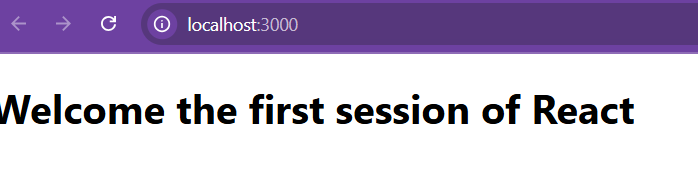 localhost:3000
Welcome the first session of React